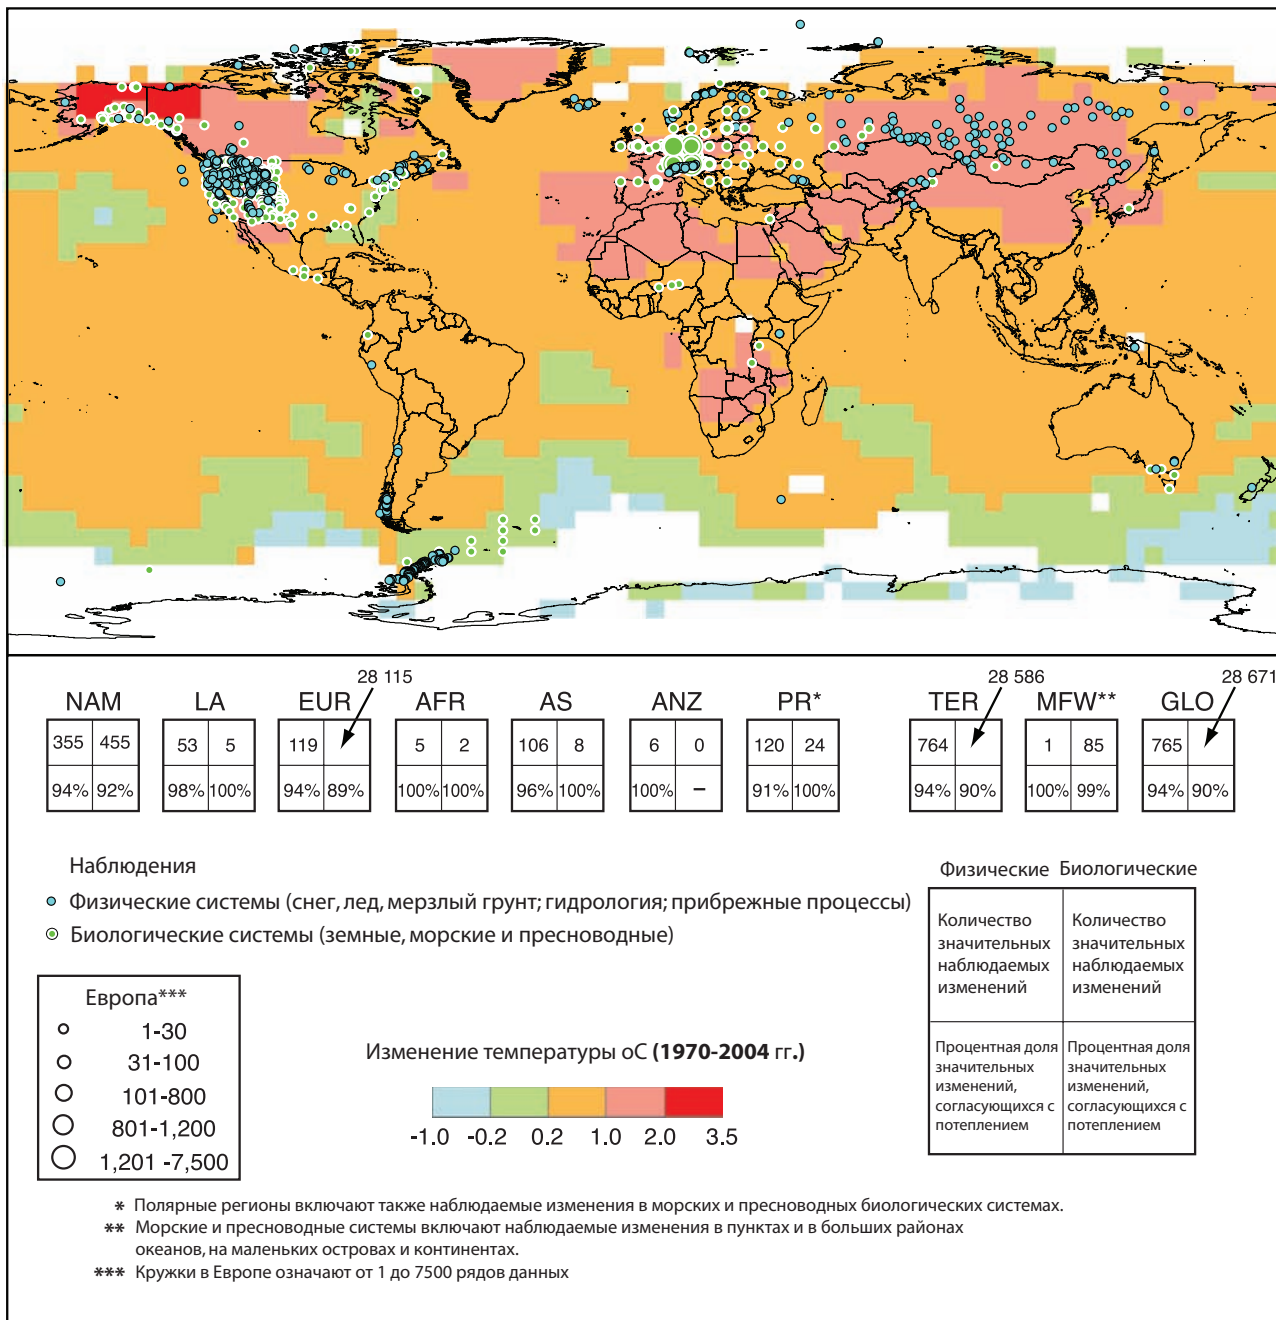 28 115
28 586
28 671
NAM LA EUR AFR AS ANZ PR* TER MFW** GLO
355 455 53 5 119 5 2 106 8 6 0 120 24 764 1 85 765
94% 92% 98% 100% 94% 89% 100% 100% 96% 100% 100% – 91% 100% 94% 90% 100% 99% 94% 90%
Наблюдения
Физические системы (снег, лед, мерзлый грунт; гидрология; прибрежные процессы)
Биологические системы (земные, морские и пресноводные)
Физические Биологические
Количество
значительных
наблюдаемых
изменений
Количество
значительных
наблюдаемых
изменений
Процентная доля
значительных
изменений,
согласующихся с
потеплением
Процентная доля
значительных
изменений,
согласующихся с
потеплением
Европа***
1-30
31-100
101-800
801-1,200
1,201 -7,500
Изменение температуры оС (1970-2004 гг.)
-1.0 -0.2 0.2 1.0 2.0 3.5
* Полярные регионы включают также наблюдаемые изменения в морских и пресноводных биологических системах.
** Морские и пресноводные системы включают наблюдаемые изменения в пунктах и в больших районах
океанов, на маленьких островах и континентах.
*** Кружки в Европе означают от 1 до 7500 рядов данных